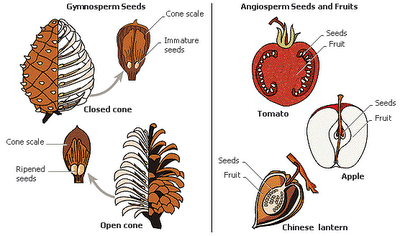 Gymnosperm Seeds
Cone scale
Immature
seeds
Closed cone
Cone scale
Ripened
seeds
Open cone
Angiosperm Seeds and Fruits
Seeds
Fruit
Tomato
Seeds
Fruit
Apple
Seeds
Fruit
Chinese lantern